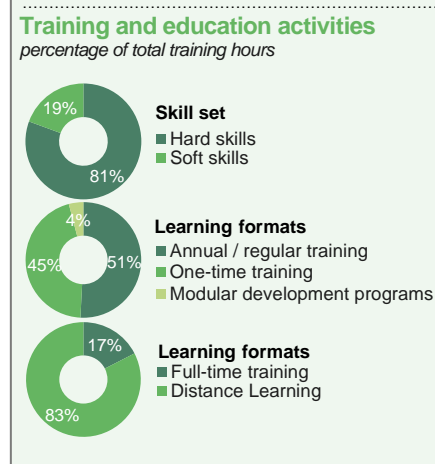 Training and education activities
percentage of total training hours
19%
81%
Skill set
Hard skills
Soft skills
4%
45%
51%
Learning formats
Annual / regular training
One-time training
Modular development programs
17%
83%
Learning formats
Full-time training
Distance Learning